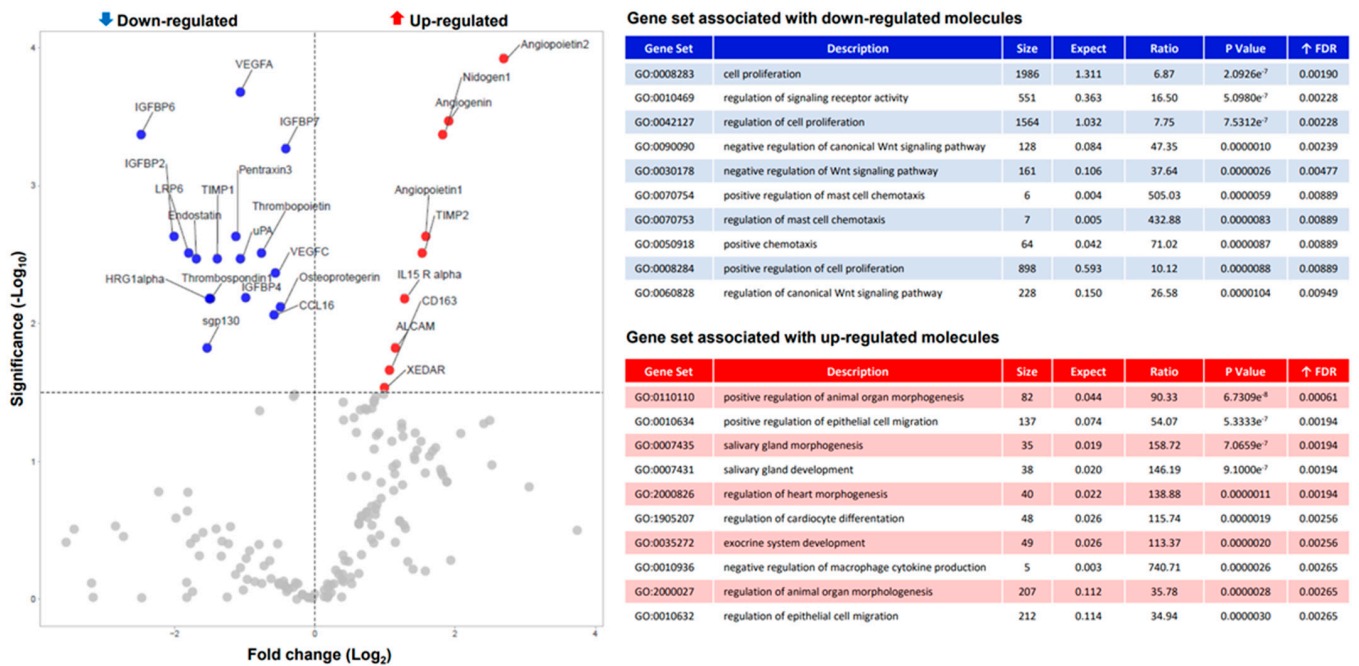 Down-regulated
Up-regulated
Significance (-Log10)
4
3
2
1
0
Angiopoietin2
VEGFA
Nidogen1
IGFBP6
Angiogenin
IGFBP7
IGFBP2
Pentraxin3
LRP6
TIMP1
Angiopoietin1
Endostatin
Thrombopoietin
TIMP2
uPA
VEGFC
HRG1alpha
Thrombospondin1
Osteoprotegerin
IL15 R alpha
IGFBP4
CD163
CCL16
sgp130
ALCAM
XEDAR
−2
0
2
4
Fold change (Log2)
Gene set associated with down-regulated molecules
Gene Set Description Size Expect Ratio P Value ↑ FDR
GO:0008283 cell proliferation 1986 1.311 6.87 2.0926e-7 0.00190
GO:0010469 regulation of signaling receptor activity 551 0.363 16.50 5.0980e-7 0.00228
GO:0042127 regulation of cell proliferation 1564 1.032 7.75 7.5312e-7 0.00228
GO:0090090 negative regulation of canonical Wnt signaling pathway 128 0.084 47.35 0.0000010 0.00239
GO:0030178 negative regulation of Wnt signaling pathway 161 0.106 37.64 0.0000026 0.00477
GO:0070754 positive regulation of mast cell chemotaxis 6 0.004 505.03 0.0000059 0.00889
GO:0070753 regulation of mast cell chemotaxis 7 0.005 432.88 0.0000083 0.00889
GO:0050918 positive chemotaxis 64 0.042 71.02 0.0000087 0.00889
GO:0008284 positive regulation of cell proliferation 898 0.593 10.12 0.0000088 0.00889
GO:0060828 regulation of canonical Wnt signaling pathway 228 0.150 26.58 0.0000104 0.00949
Gene set associated with up-regulated molecules
Gene Set Description Size Expect Ratio P Value ↑ FDR
GO:0110110 positive regulation of animal organ morphogenesis 82 0.044 90.33 6.7309e-8 0.00061
GO:0010634 positive regulation of epithelial cell migration 137 0.074 54.07 5.3333e-7 0.00194
GO:0007435 salivary gland morphogenesis 35 0.019 158.72 7.0659e-7 0.00194
GO:0007431 salivary gland development 38 0.020 146.19 9.1000e-7 0.00194
GO:2000826 regulation of heart morphogenesis 40 0.022 138.88 0.0000011 0.00194
GO:1905207 regulation of cardiocyte differentation 48 0.026 115.74 0.0000019 0.00256
GO:0035272 exocrine system development 49 0.026 113.37 0.0000020 0.00256
GO:0010936 negative regulation of macrophage cytokine production 5 0.003 740.71 0.0000026 0.00265
GO:2000027 regulation of animal organ morphologenesis 207 0.112 35.78 0.0000028 0.00265
GO:0010632 regulation of epithelial cell migration 212 0.114 34.94 0.0000030 0.00265